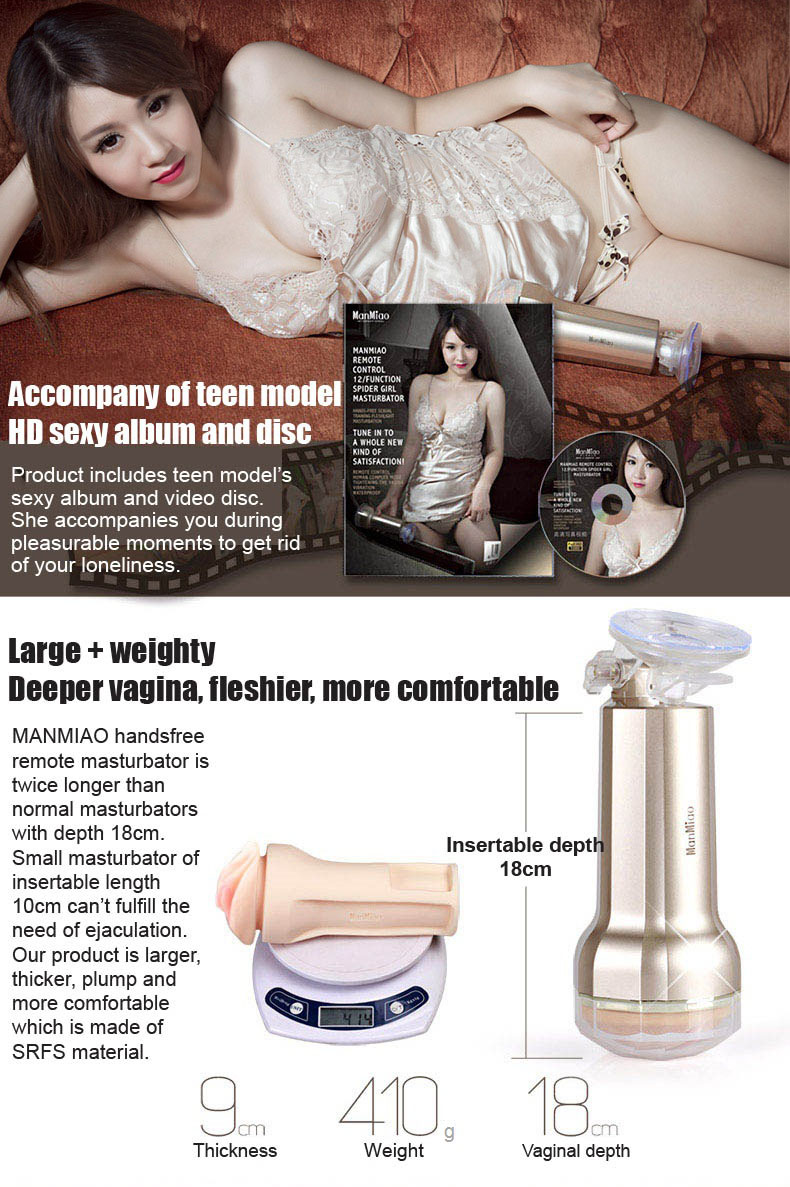 Accompany of teen model
HD sexy album and disc
Product includes teen model's
sexy album and video disc.
She accompanies you during
pleasurable moments to get rid
of your loneliness.
ManMiao
MANMIAO
REMOTE
CONTROL
12/FUNCTION
SPIDER GIRL
MASTURBATOR
TUNE IN TO
A WHOLE NEW
KIND OF
SATISFACTION!
ManMiao
MANMIAO REMOTE CONTROL
12/FUNCTION SPIDER GIRL
MASTURBATOR
TUNE IN TO
A WHOLE NEW
KIND OF
SATISFACTION!
ManMiao
Large + weighty
Deeper vagina, fleshier, more comfortable
MANMIAO handsfree
remote masturbator is
twice longer than
normal masturbators
with depth 18cm.
Small masturbator of
insertable length
10cm can't fulfill the
need of ejaculation.
Our product is larger,
thicker, plump and
more comfortable
which is made of
SRFS material.
ManMiao
414
Insertable depth
18cm
ManMiao
9cm
Thickness
410g
Weight
18cm
Vaginal depth